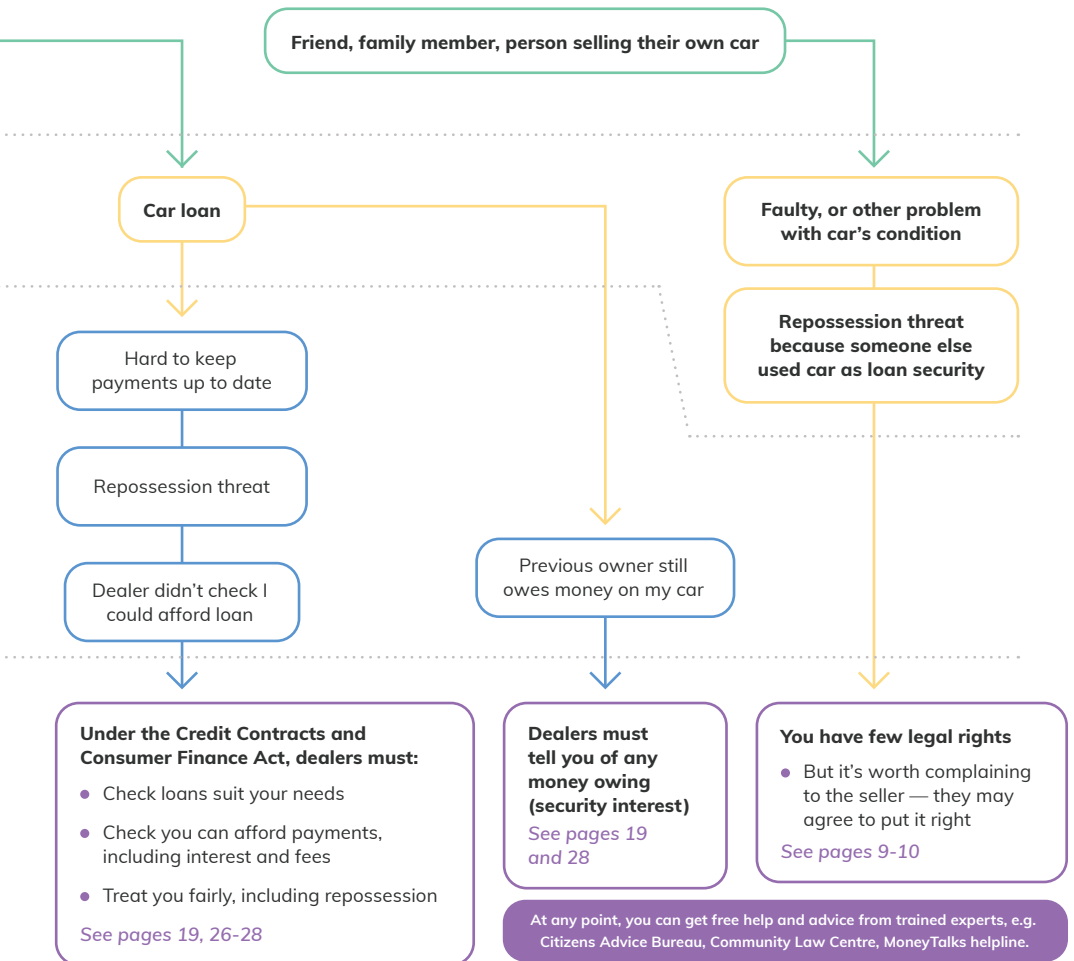 Friend, family member, person selling their own car
Car loan
Faulty, or other problem
with car’s condition
Repossession threat
because someone else
used car as loan security
Hard to keep
payments up to date
Repossession threat
Dealer didn’t check I
could afford loan
Previous owner still
owes money on my car
Under the Credit Contracts and
Consumer Finance Act, dealers must:
• Check loans suit your needs
• Check you can afford payments,
including interest and fees
• Treat you fairly, including repossession
See pages 19, 26-28
Dealers must
tell you of any
money owing
(security interest)
See pages 19
and 28
You have few legal rights
• But it’s worth complaining
to the seller — they may
agree to put it right
See pages 9-10
At any point, you can get free help and advice from trained experts, e.g.
Citizens Advice Bureau, Community Law Centre, MoneyTalks helpline.